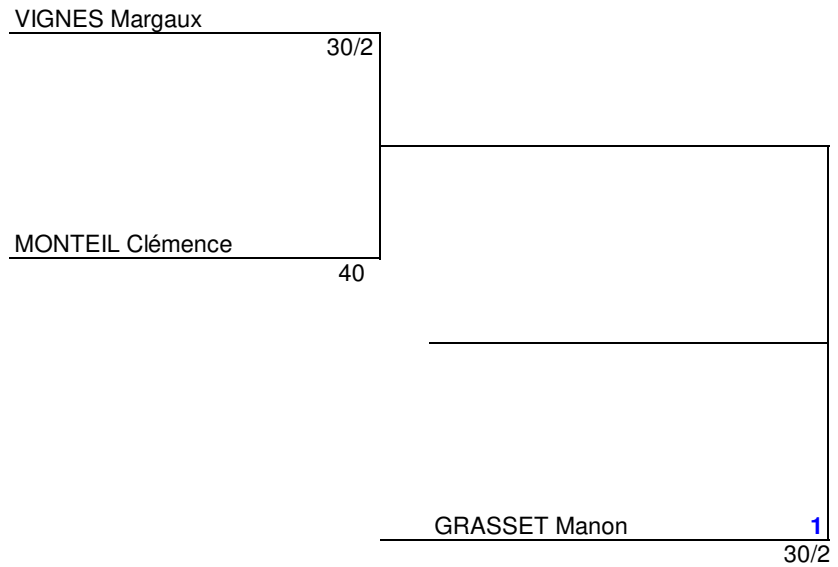 VIGNES Margaux
30/2
MONTEIL Clémence
40
GRASSET Manon 1
30/2